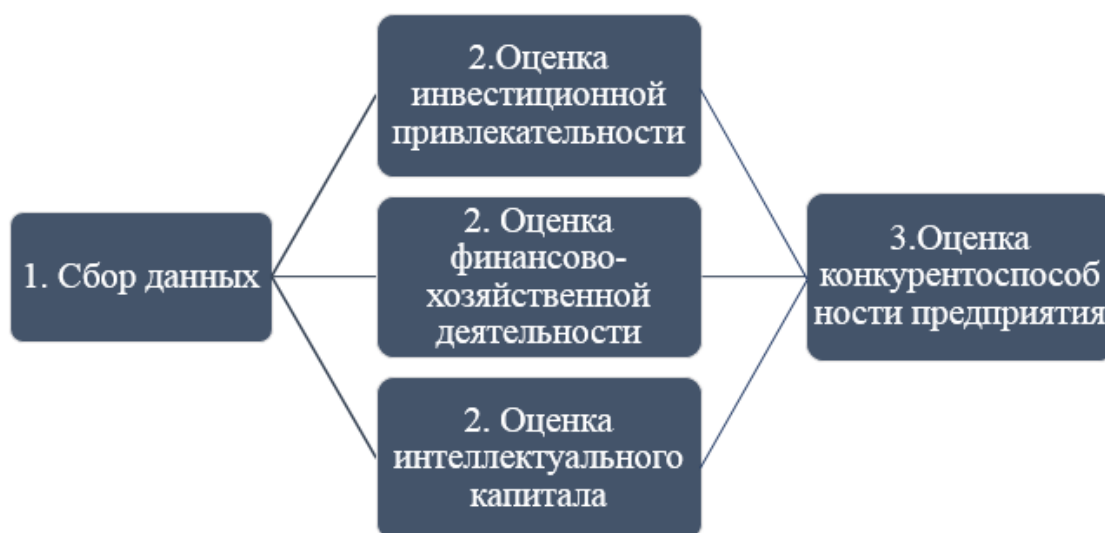 1. Сбор данных
2.Оценка
инвестиционной
привлекательности
2. Оценка
финансово-
хозяйственной
деятельности
2. Оценка
интеллектуального
капитала
3.Оценка
конкурентоспособ
ности предприятия